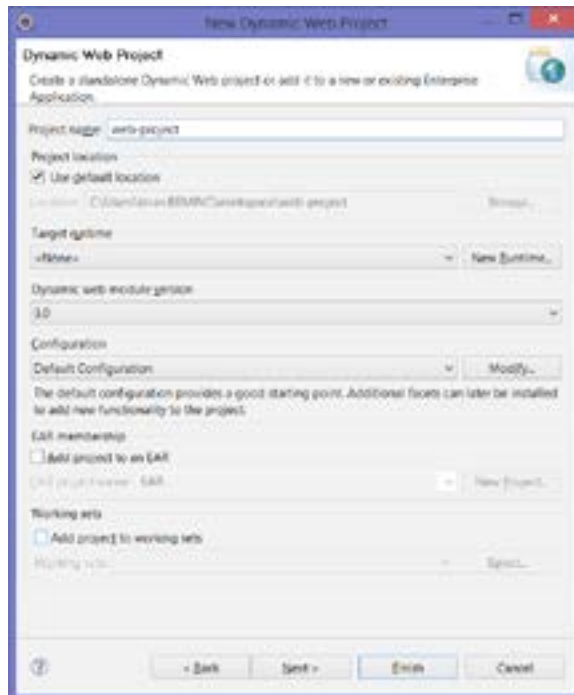 New Dynamic Web Project
Dynamic Web Project
Create a standalone Dynamic Web project or add it to a new or existing Enterprise
Application.
Project name: web-project
Project location
Use default location
Location:
Browse...
Target runtime
<None>
New Runtime...
Dynamic web module version
3.0
Configuration
Default Configuration
Modify...
The default configuration provides a good starting point. Additional facets can later be installed
to add new functionality to the project.
EAR membership
Add project to an EAR
EAR project name: EAR
New Project...
Working sets
Add project to working sets
Working sets:
Select...
?
< Back
Next >
Finish
Cancel